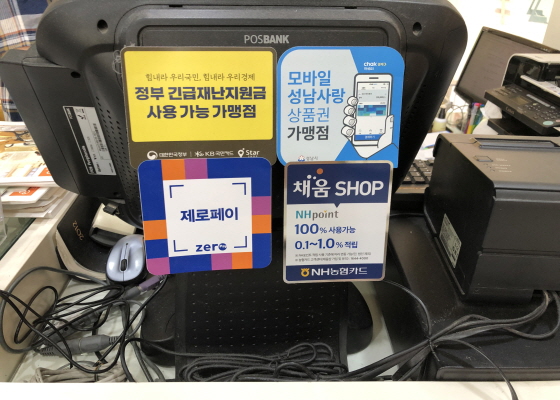 POSBANK
힘내라 우리국민, 힘내라 우리경제
정부 긴급재난지원금
사용 가능 가맹점
대한민국정부 KB국민카드 Star
chak
모바일
성남사랑
상품권
가맹점
성남시
제로페이
zero
채움 SHOP
NHpoint
100% 사용가능
0.1~1.0% 적립
NH농협카드